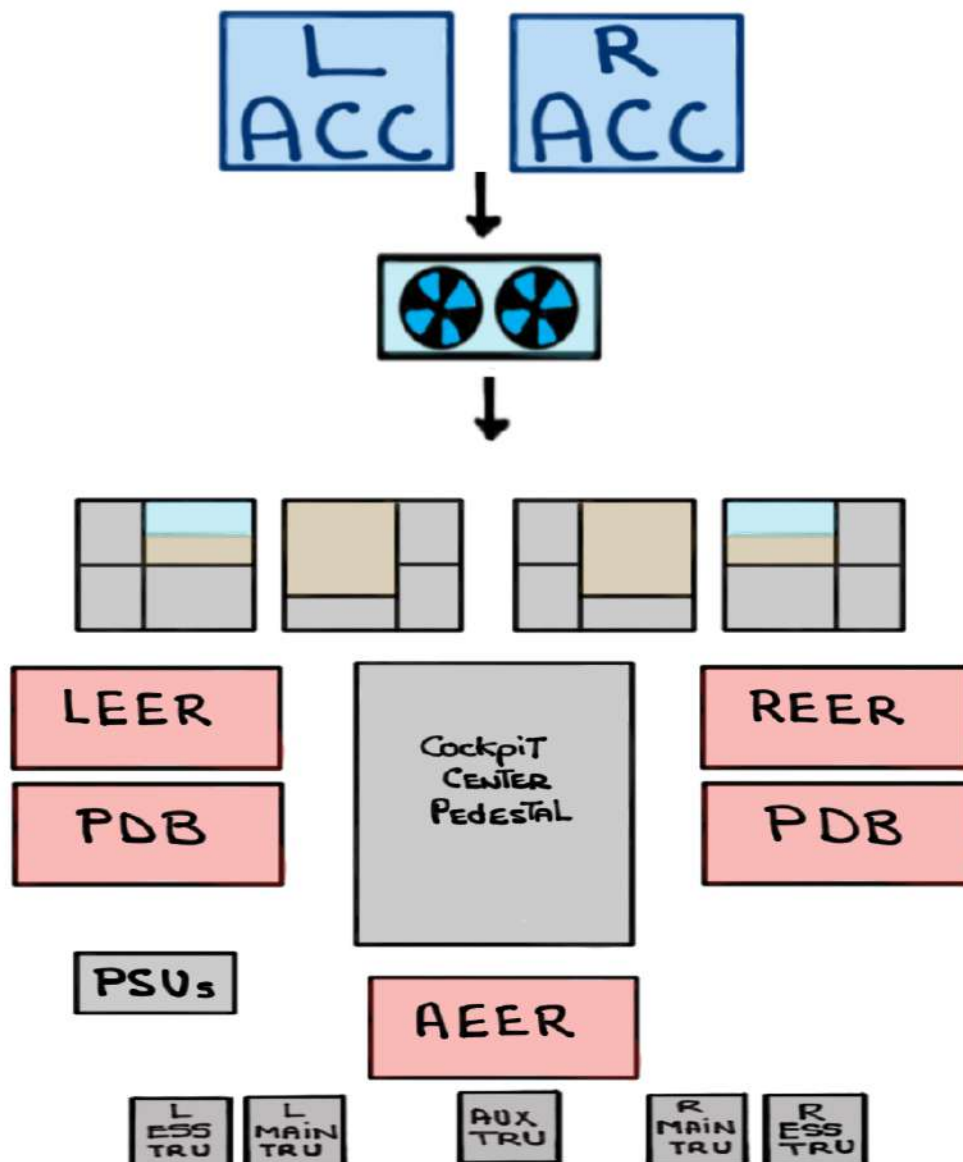 L
ACC
R
ACC
LEER
REER
COCKPIT
CENTER
PEDESTAL
PDB
PDB
PSUs
AEER
L
ESS
TRU
L
MAIN
TRU
AUX
TRU
R
MAIN
TRU
R
ESS
TRU